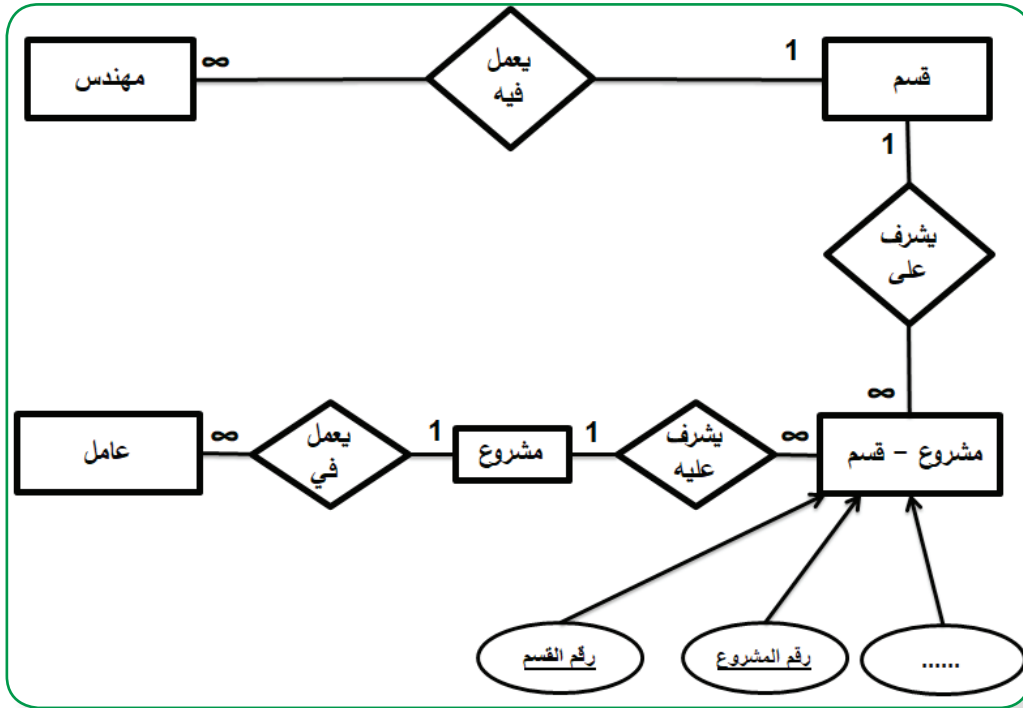 قسم
1
يعمل
فيه
∞
مهندس
1
يشرف
على
∞
مشروع - قسم
∞
يشرف
عليه
1
مشروع
1
يعمل
في
∞
عامل
......
رقم المشروع
رقم القسم